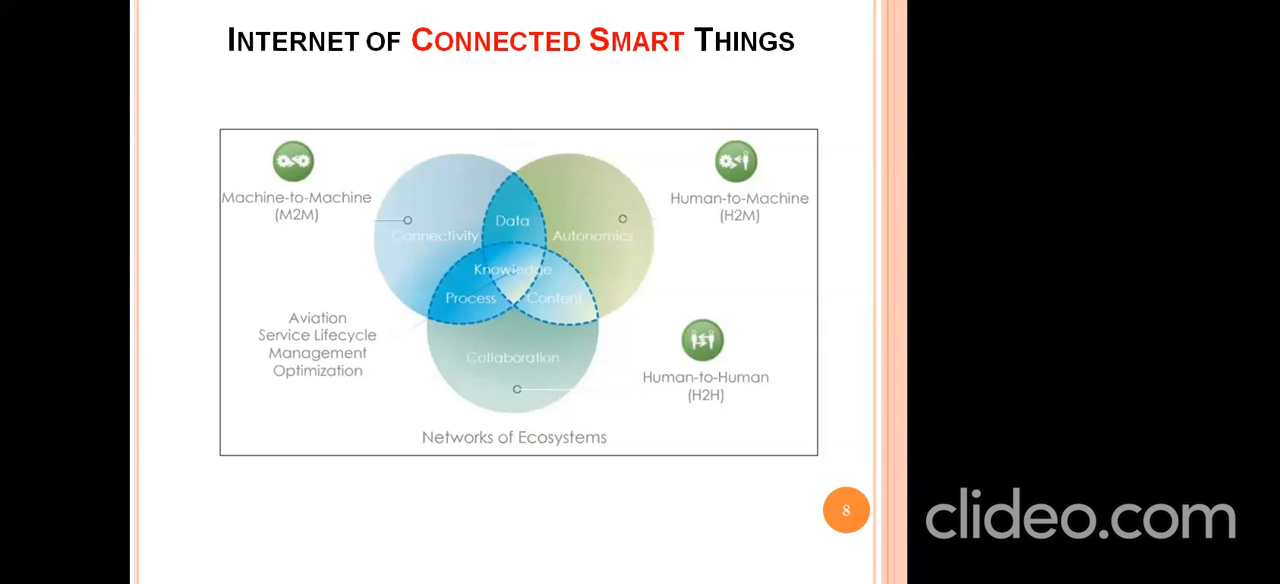 INTERNET OF CONNECTED SMART THINGS
Machine-to-Machine
(M2M)
Human-to-Machine
(H2M)
Data
Connectivity
Autonomics
Knowledge
Process
Content
Aviation
Service Lifecycle
Management
Optimization
Collaboration
Human-to-Human
(H2H)
Networks of Ecosystems
8
clideo.com